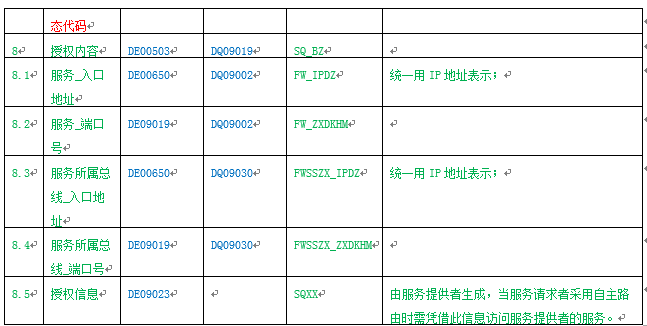 态代码
8 授权内容 DE00503 DQ09019 SQ_BZ
8.1 服务_入口 DE00650 DQ09002 FW_IPDZ 统一用 IP 地址表示；
地址
8.2 服务_端口 DE09019 DQ09002 FW_ZXDKHM
号
8.3 服务所属总 DE00650 DQ09030 FWSSZX_IPDZ 统一用 IP 地址表示；
线_入口地
址
8.4 服务所属总 DE09019 DQ09030 FWSSZX_ZXDKHM
线_端口号
8.5 授权信息 DE09023 SQXX 由服务提供者生成，当服务请求者采用自主路
由时需凭借此信息访问服务提供者的服务。